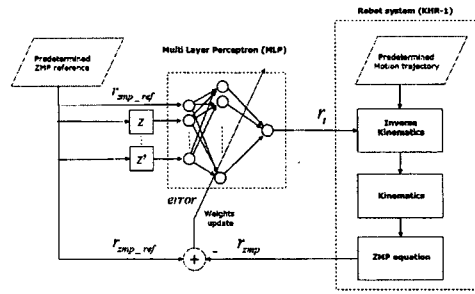 Robot system (KHR-1)
Predetermined
ZMP reference
Multi Layer Perceptron (MLP)
Predetermined
Motion trajectory
r_zmp_ref
z
z
r_t
Inverse
Kinematics
Kinematics
error
Weights
update
ZMP equation
r_zmp_ref
+
-
r_zmp